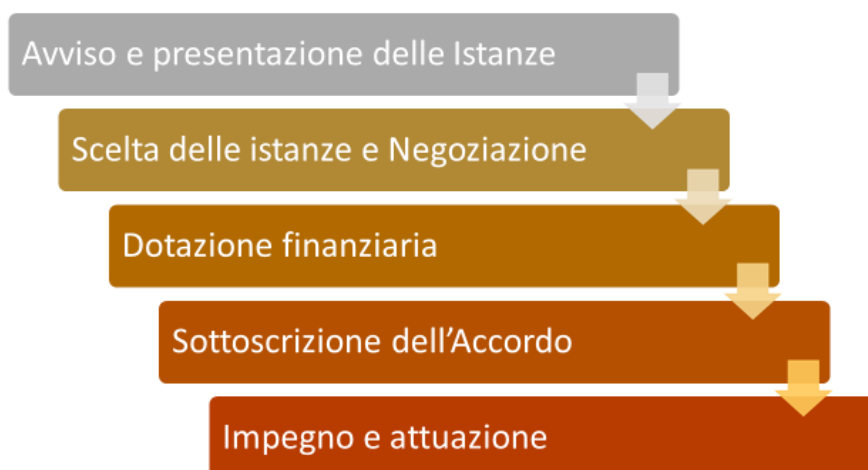 Avviso e presentazione delle Istanze
Scelta delle istanze e Negoziazione
Dotazione finanziaria
Sottoscrizione dell’Accordo
Impegno e attuazione